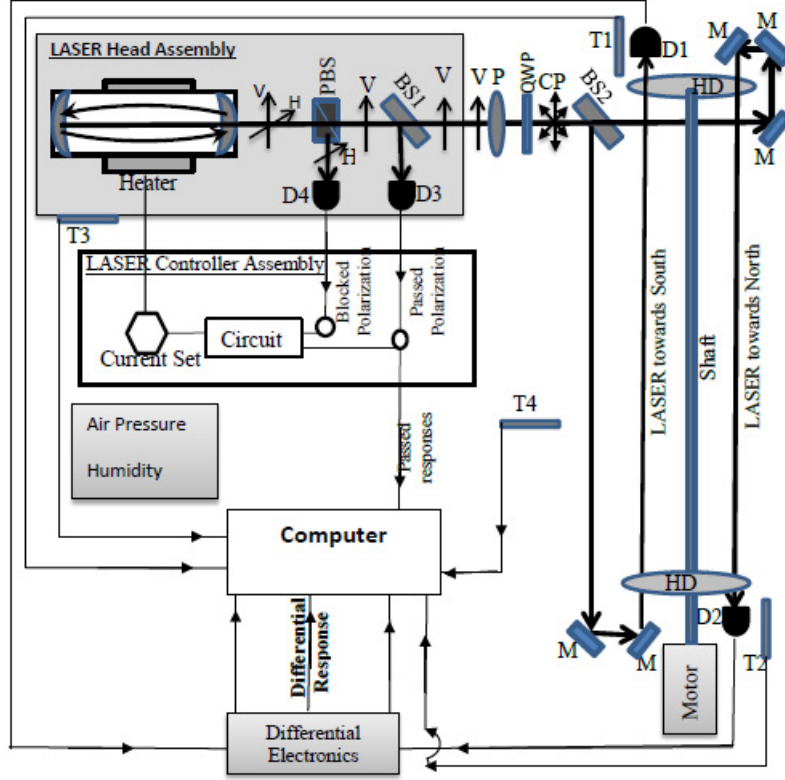 LASER Head Assembly
V
H
PBS
V
BS1
V
V
P
QWP
CP
BS2
T1
D1
M
M
HD
M
Heater
H
D4
D3
T3
LASER Controller Assembly
Blocked
Polarization
Passed
Polarization
Circuit
Current Set
LASER towards South
Shaft
LASER towards North
Air Pressure
Humidity
Passed
responses
T4
Computer
HD
D2
M
M
T2
Motor
Differential
Response
Differential
Electronics